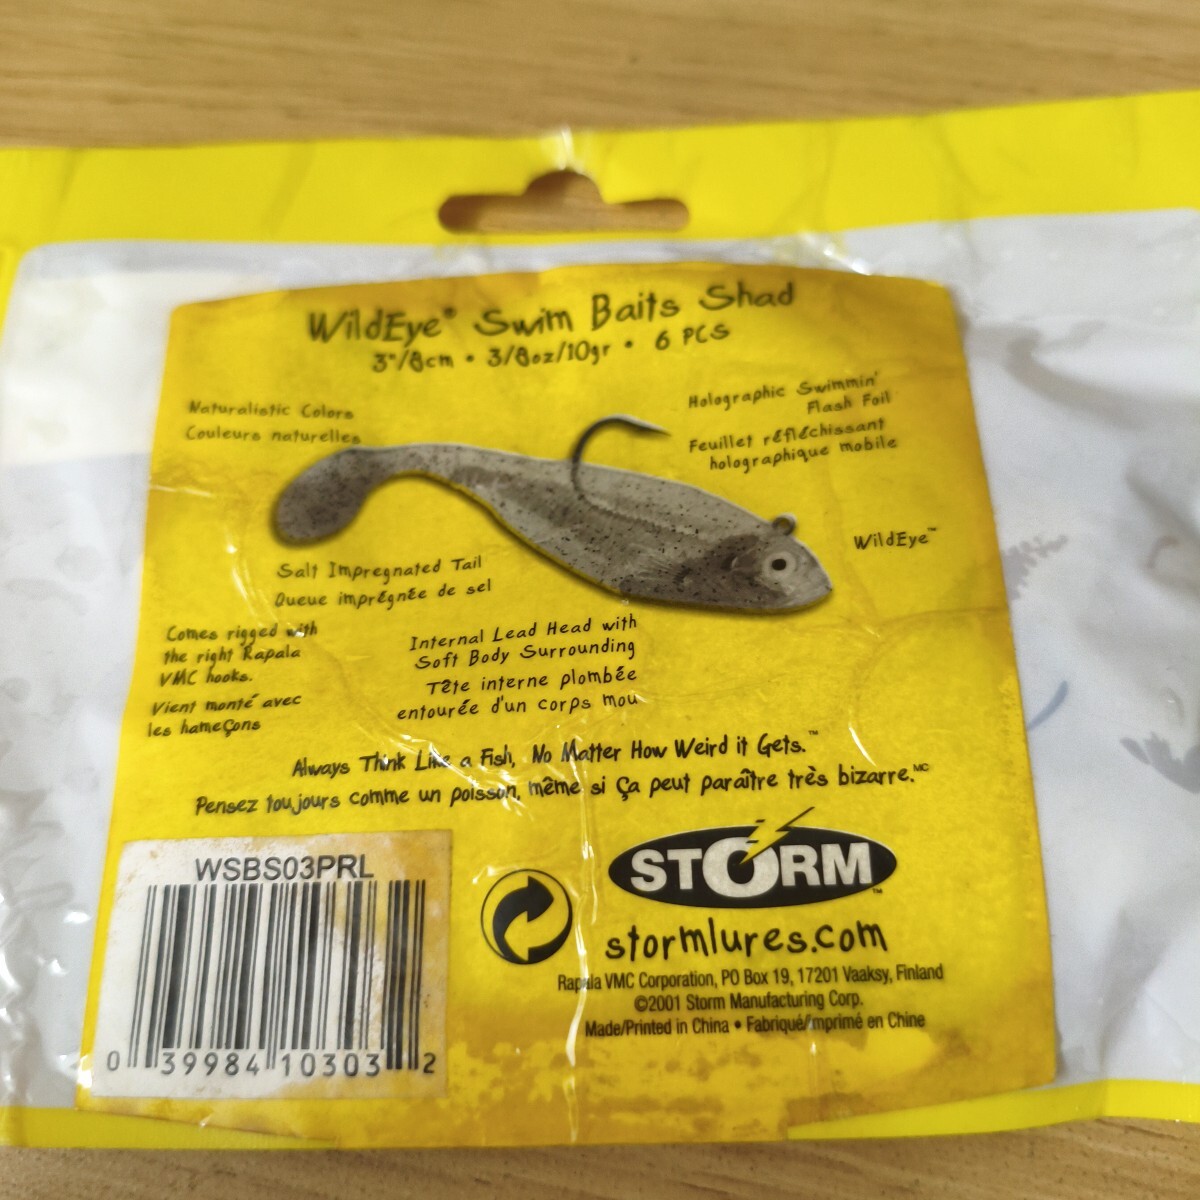 WildEye® Swim Baits Shad
3"/8cm • 3/8oz/10gr • 6 PCS
Naturalistic Colors
Couleurs naturelles
Holographic Swimmin'
Flash Foil
Feuillet réfléchissant
holographique mobile
WildEye™
Salt Impregnated Tail
Queue imprégnée de sel
Comes rigged with
the right Rapala
VMC hooks.
Vient monté avec
les hameçons
Internal Lead Head with
Soft Body Surrounding
Tête interne plombée
entourée d'un corps mou
Always Think Like a Fish, No Matter How Weird it Gets.™
Pensez toujours comme un poisson, même si Ça peut paraître très bizarre.MC
WSBS03PRL
0 39984 10303 2
STORM™
stormlures.com
Rapala VMC Corporation, PO Box 19, 17201 Vaaksy, Finland
©2001 Storm Manufacturing Corp.
Made/Printed in China • Fabriqué/Imprimé en Chine